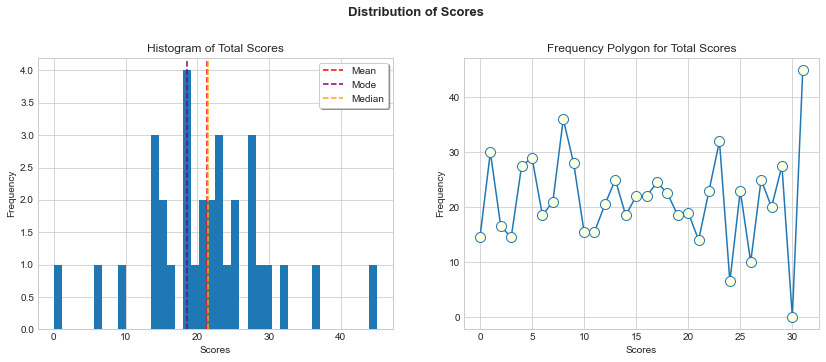 Distribution of Scores
Histogram of Total Scores
Mean
Mode
Median
4.0
3.5
3.0
2.5
2.0
1.5
1.0
0.5
0.0
Frequency
0 10 20 30 40
Scores
Frequency Polygon for Total Scores
40
30
20
10
0
Frequency
0 5 10 15 20 25 30
Scores